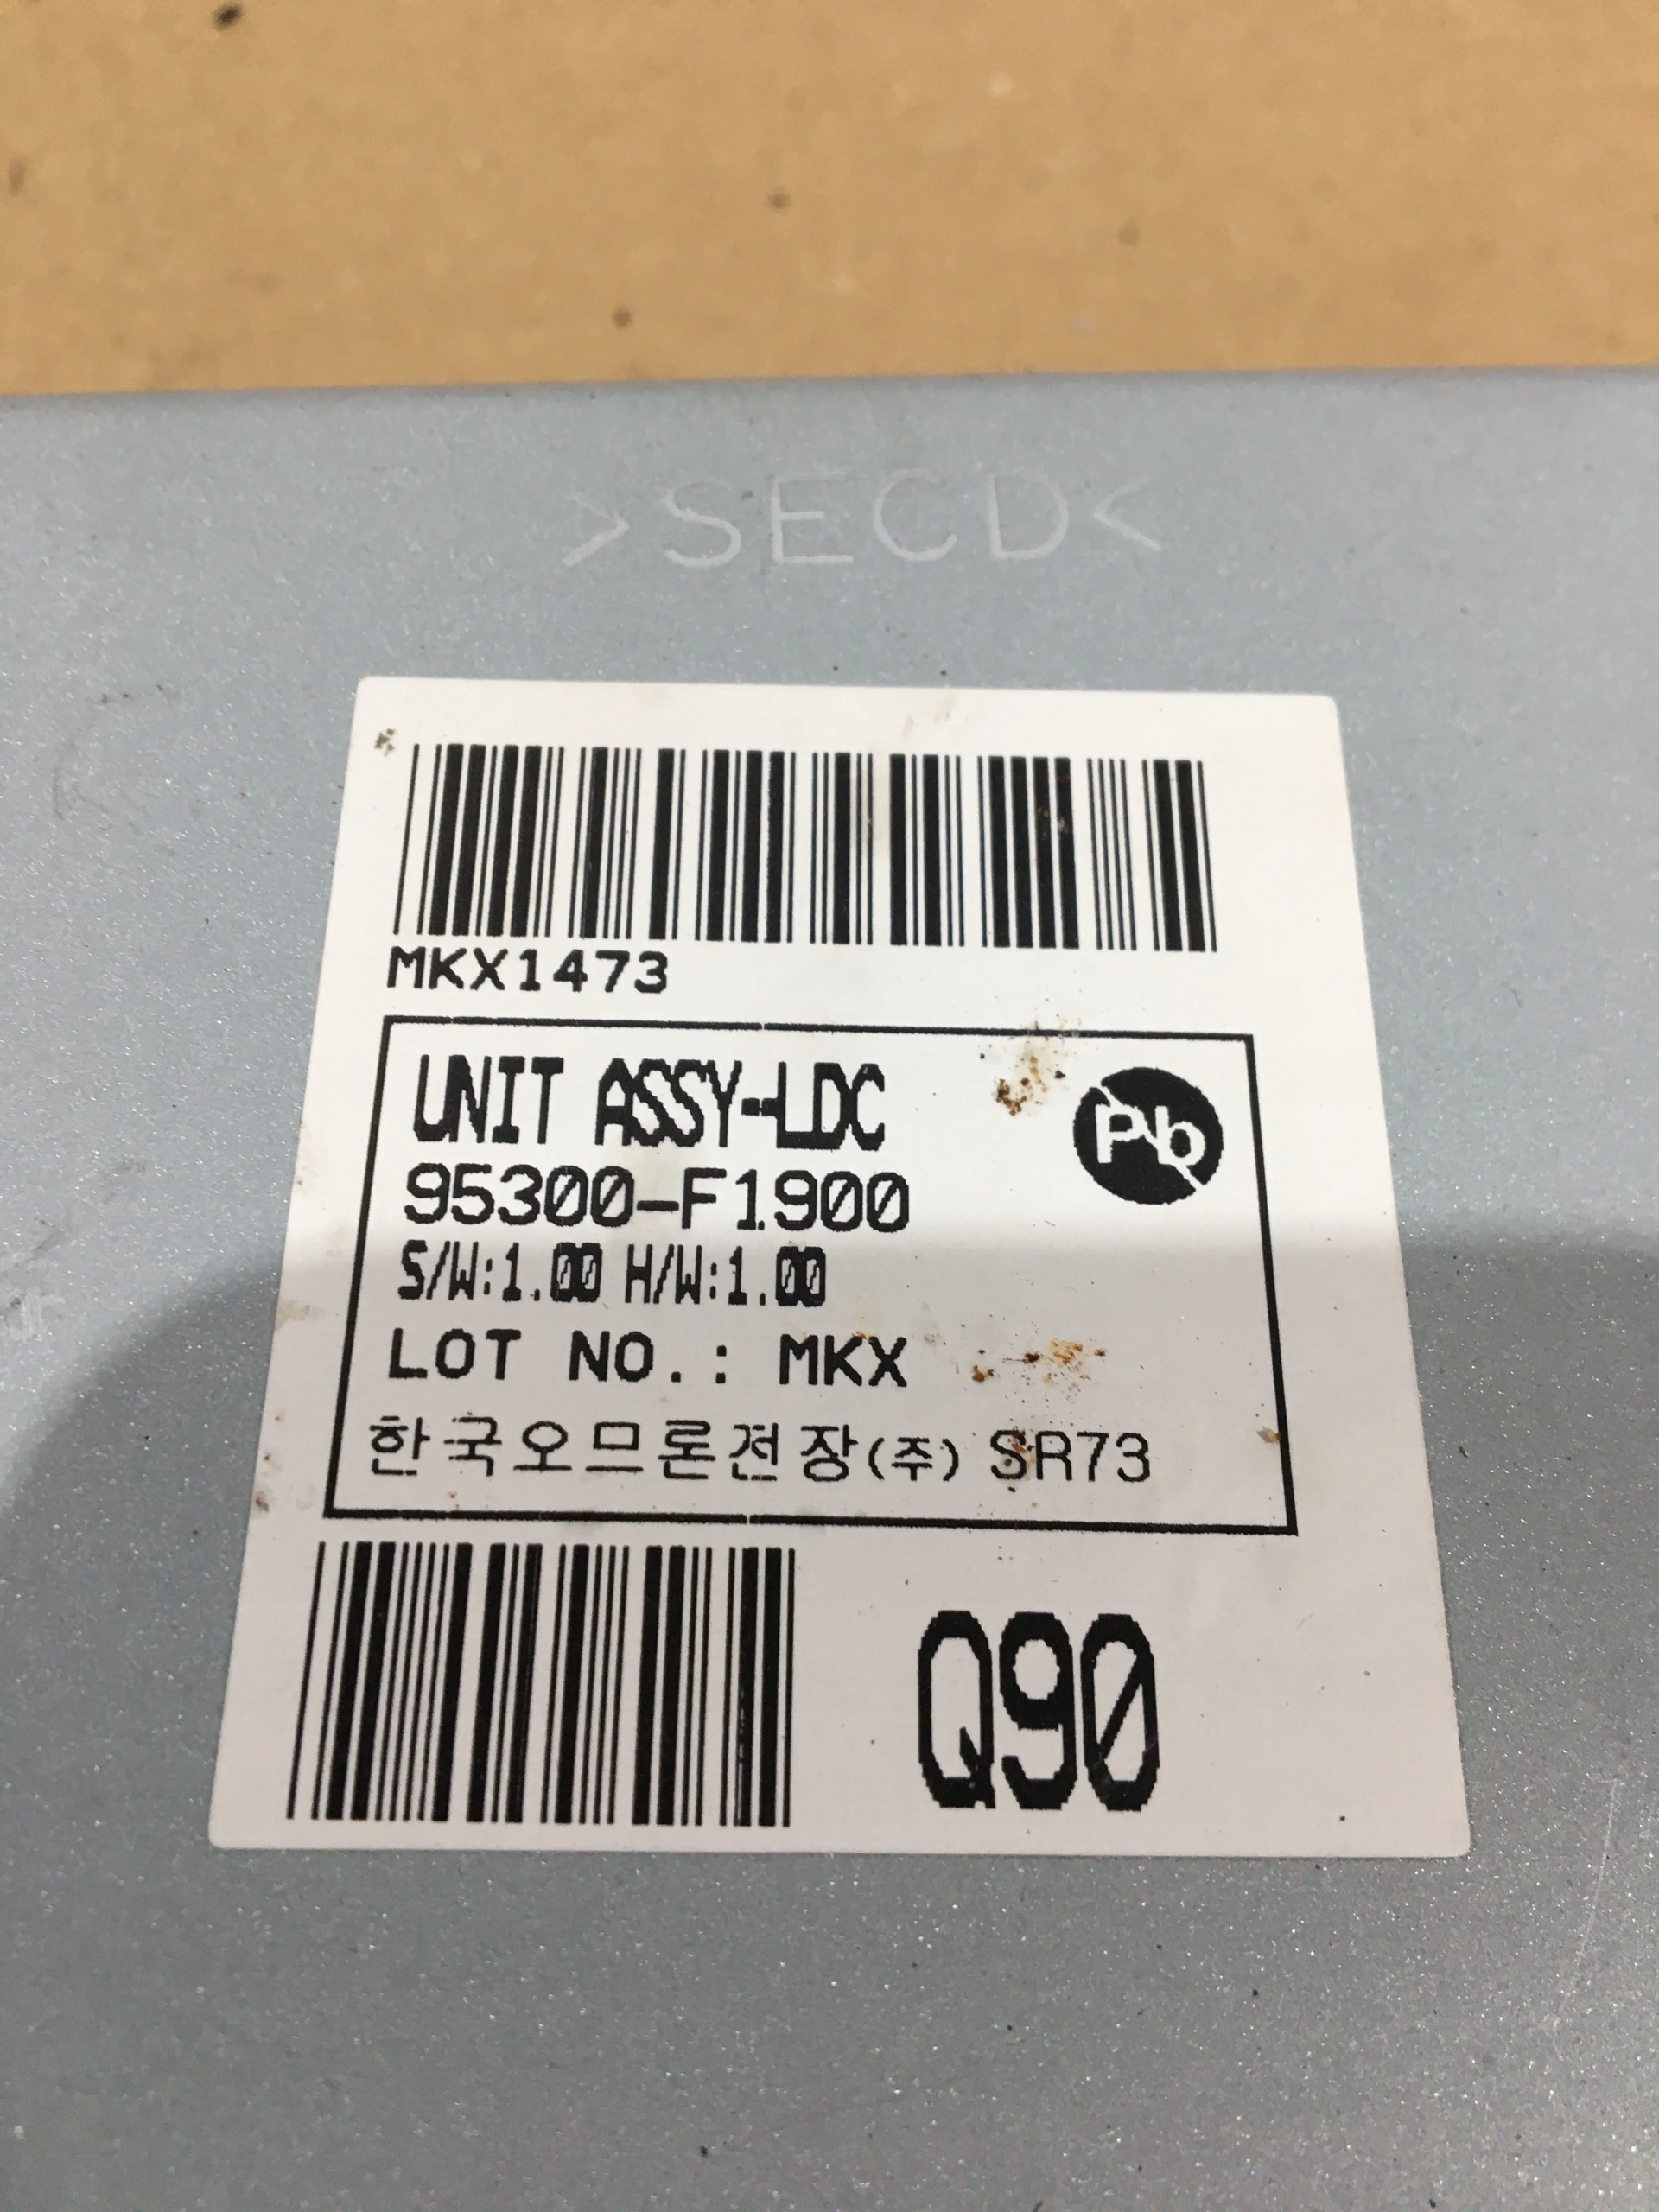 >SECD<
MKX1473
UNIT ASSY-LDC
Pb
95300-F1900
S/W:1.00 H/W:1.00
LOT NO.: MKX
한국오므론전장(주) SR73
Q90